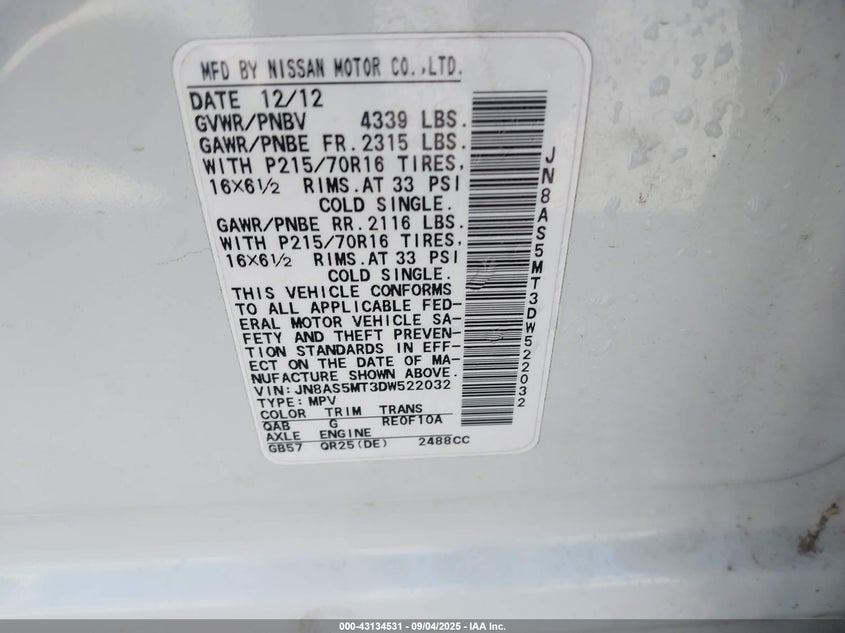 MFD BY NISSAN MOTOR CO.,LTD.
DATE 12/12
GVWR/PNBV 4339 LBS.
GAWR/PNBE FR.2315 LBS.
WITH P215/70R16 TIRES,
16×6½ RIMS.AT 33 PSI
COLD SINGLE.
GAWR/PNBE RR.2116 LBS.
WITH P215/70R16 TIRES,
16×6½ RIMS.AT 33 PSI
COLD SINGLE.
THIS VEHICLE CONFORMS
TO ALL APPLICABLE FED-
ERAL MOTOR VEHICLE SA-
FETY AND THEFT PREVEN-
TION STANDARDS IN EFF-
ECT ON THE DATE OF MA-
NUFACTURE SHOWN ABOVE.
VIN:JN8AS5MT3DW522032
TYPE:MPV
COLOR TRIM TRANS
QAB G RE0F10A
AXLE ENGINE
GB57 QR25(DE) 2488CC
JN8AS5MT3DW522032
000-43134531 - 09/04/2025 - IAA Inc.